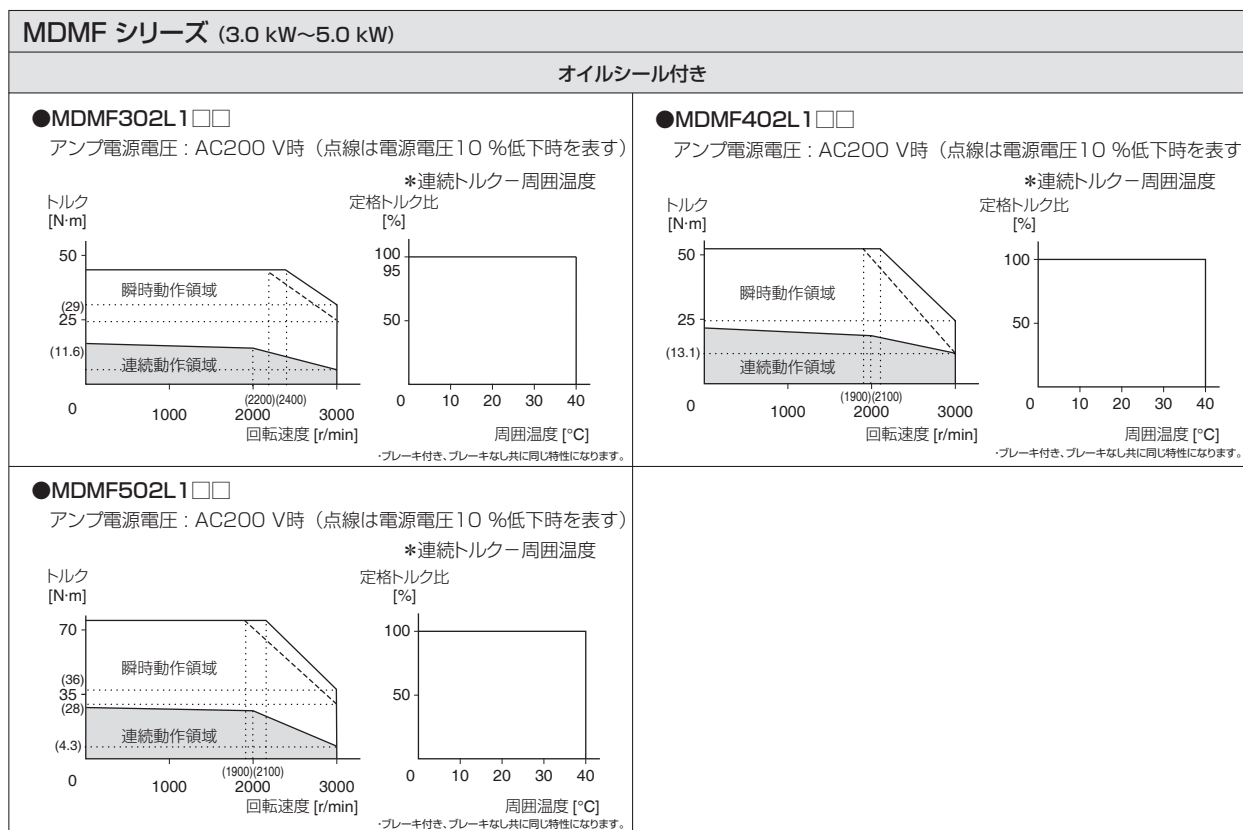 MDMF シリーズ (3.0 kW～5.0 kW)
オイルシール付き
●MDMF302L1□□
アンプ電源電圧 : AC200 V時（点線は電源電圧10 %低下時を表す）
*連続トルクー周囲温度
トルク
[N·m]
50
(29)
25
(11.6)
0
瞬時動作領域
連続動作領域
(2200)(2400)
1000 2000 3000
回転速度 [r/min]
定格トルク比
[%]
100
95
50
0 10 20 30 40
周囲温度 [°C]
･ブレーキ付き、ブレーキなし共に同じ特性になります。
●MDMF402L1□□
アンプ電源電圧 : AC200 V時（点線は電源電圧10 %低下時を表す
*連続トルクー周囲温度
トルク
[N·m]
50
25
(13.1)
0
瞬時動作領域
連続動作領域
(1900)(2100)
1000 2000 3000
回転速度 [r/min]
定格トルク比
[%]
100
50
0 10 20 30 40
周囲温度 [°C]
･ブレーキ付き、ブレーキなし共に同じ特性になります。
●MDMF502L1□□
アンプ電源電圧 : AC200 V時（点線は電源電圧10 %低下時を表す）
*連続トルクー周囲温度
トルク
[N·m]
70
(36)
35
(28)
(4.3)
0
瞬時動作領域
連続動作領域
(1900)(2100)
1000 2000 3000
回転速度 [r/min]
定格トルク比
[%]
100
50
0 10 20 30 40
周囲温度 [°C]
･ブレーキ付き、ブレーキなし共に同じ特性になります。